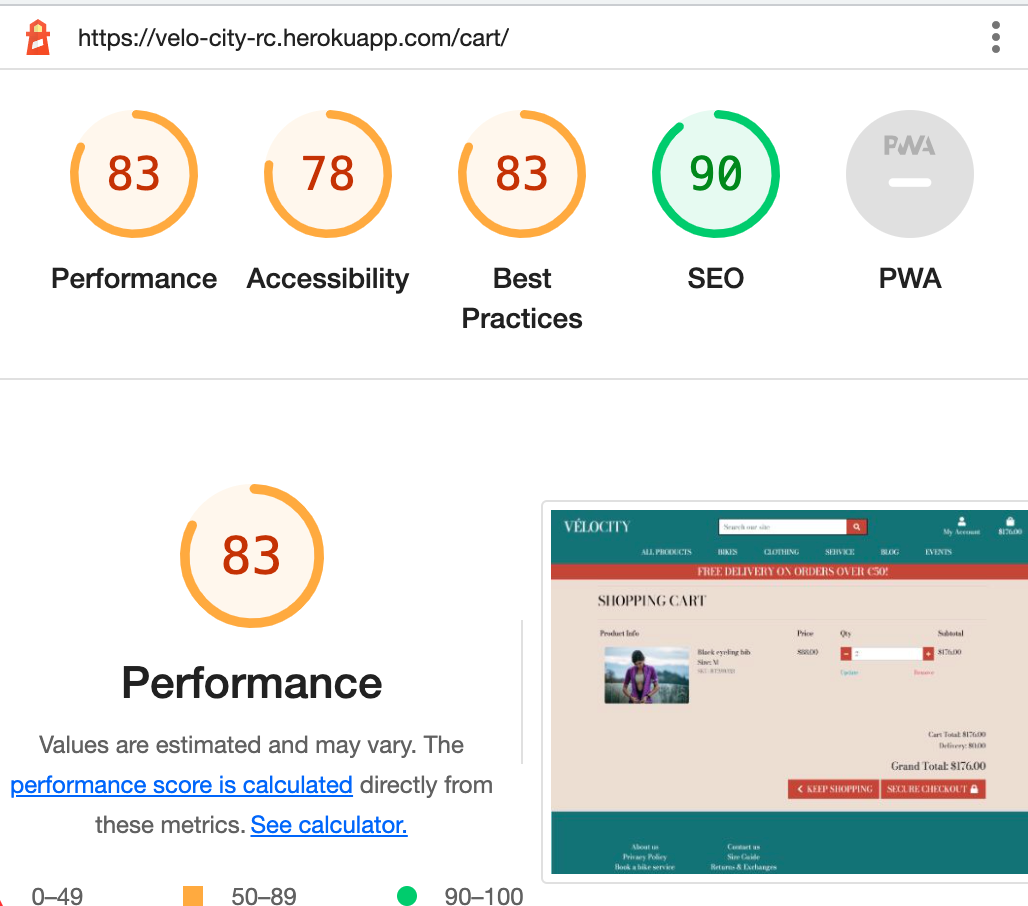 https://velo-city-rc.herokuapp.com/cart/
83
78
83
90
PWA
Performance
Accessibility
Best
Practices
SEO
PWA
83
Performance
Values are estimated and may vary. The
performance score is calculated directly from
these metrics. See calculator.
0–49
50–89
90–100
VÉLOCITY
Search our site
My Account
$176.00
ALL PRODUCTS
BIKES
CLOTHING
SERVICE
BLOG
EVENTS
FREE DELIVERY ON ORDERS OVER €50!
SHOPPING CART
Product Info
Price
Qty
Subtotal
Black cycling bib
Size: M
$88.00
2
$176.00
Update
Remove
Cart Total: $176.00
Delivery: $0.00
Grand Total: $176.00
KEEP SHOPPING
SECURE CHECKOUT
About us
Contact us
Privacy Policy
Size Guide
Book a bike service
Returns & Exchanges